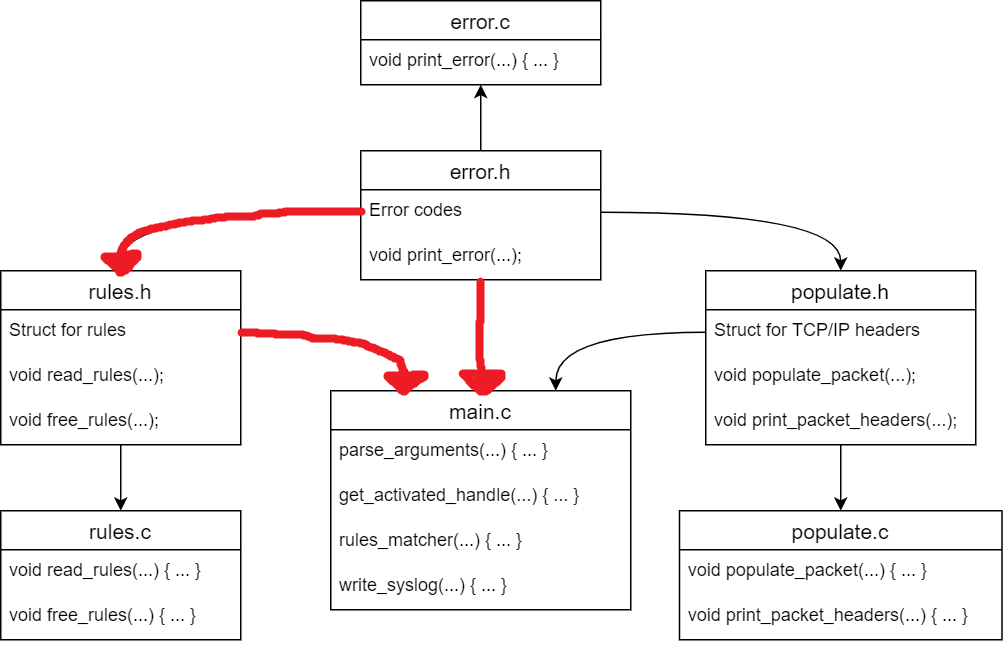 error.c
void print_error(...) { ... }
error.h
Error codes
void print_error(...);
rules.h
Struct for rules
void read_rules(...);
void free_rules(...);
populate.h
Struct for TCP/IP headers
void populate_packet(...);
void print_packet_headers(...);
main.c
parse_arguments(...) { ... }
get_activated_handle(...) { ... }
rules_matcher(...) { ... }
write_syslog(...) { ... }
rules.c
void read_rules(...) { ... }
void free_rules(...) { ... }
populate.c
void populate_packet(...) { ... }
void print_packet_headers(...) { ... }